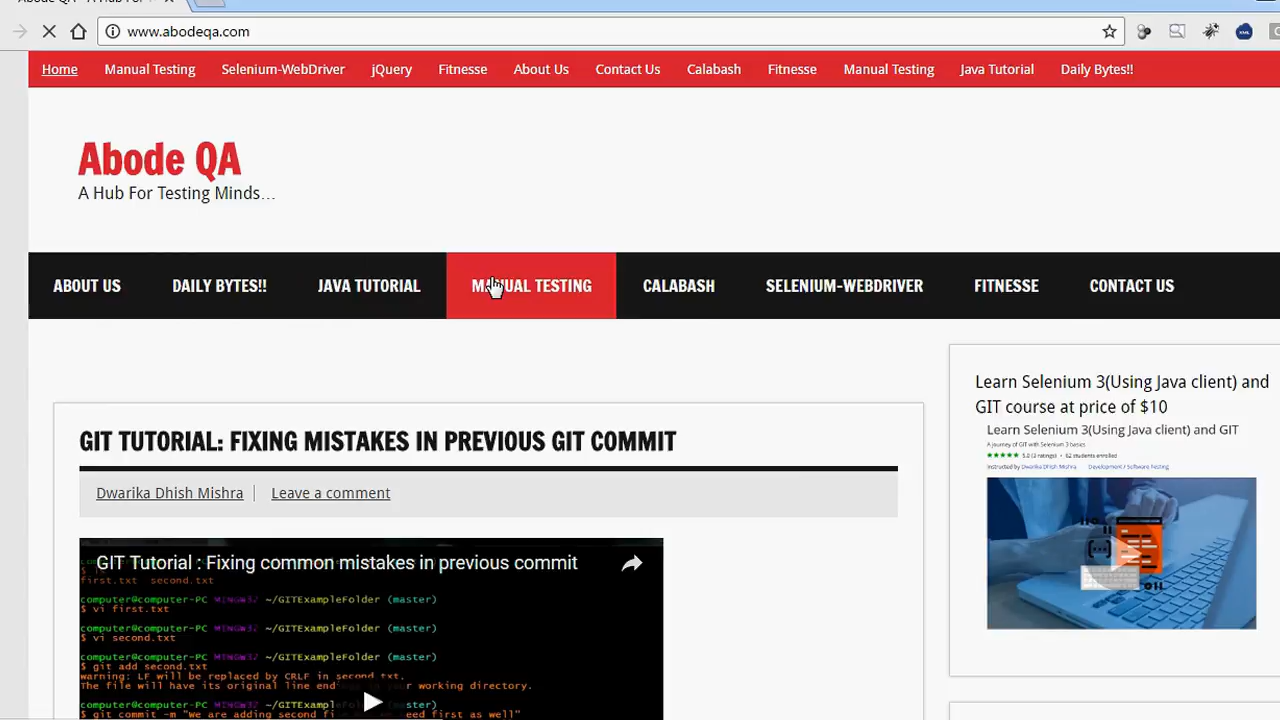 www.abodeqa.com
Home Manual Testing Selenium-WebDriver jQuery Fitnesse About Us Contact Us Calabash Fitnesse Manual Testing Java Tutorial Daily Bytes!!
Abode QA
A Hub For Testing Minds…
ABOUT US DAILY BYTES!! JAVA TUTORIAL MANUAL TESTING CALABASH SELENIUM-WEBDRIVER FITNESSE CONTACT US
GIT TUTORIAL: FIXING MISTAKES IN PREVIOUS GIT COMMIT
Dwarika Dhish Mishra Leave a comment
GIT Tutorial : Fixing common mistakes in previous commit
first.txt second.txt
computer@computer-PC MINGW32 ~/GITExampleFolder (master)
$ vi first.txt
computer@computer-PC MINGW32 ~/GITExampleFolder (master)
$ vi second.txt
computer@computer-PC MINGW32 ~/GITExampleFolder (master)
$ git add second.txt
warning: LF will be replaced by CRLF in second.txt.
The file will have its original line your working directory.
computer@computer-PC MINGW32 ~/GITExampleFolder (master)
$ git commit -m "We are adding second need first as well"
Learn Selenium 3(Using Java client) and
GIT course at price of $10
Learn Selenium 3(Using Java client) and GIT
A journey of GIT with Selenium 3 basics
5.0 (3 ratings) • 62 students enrolled
Instructed by Dwarika Dhish Mishra Development / Software Testing